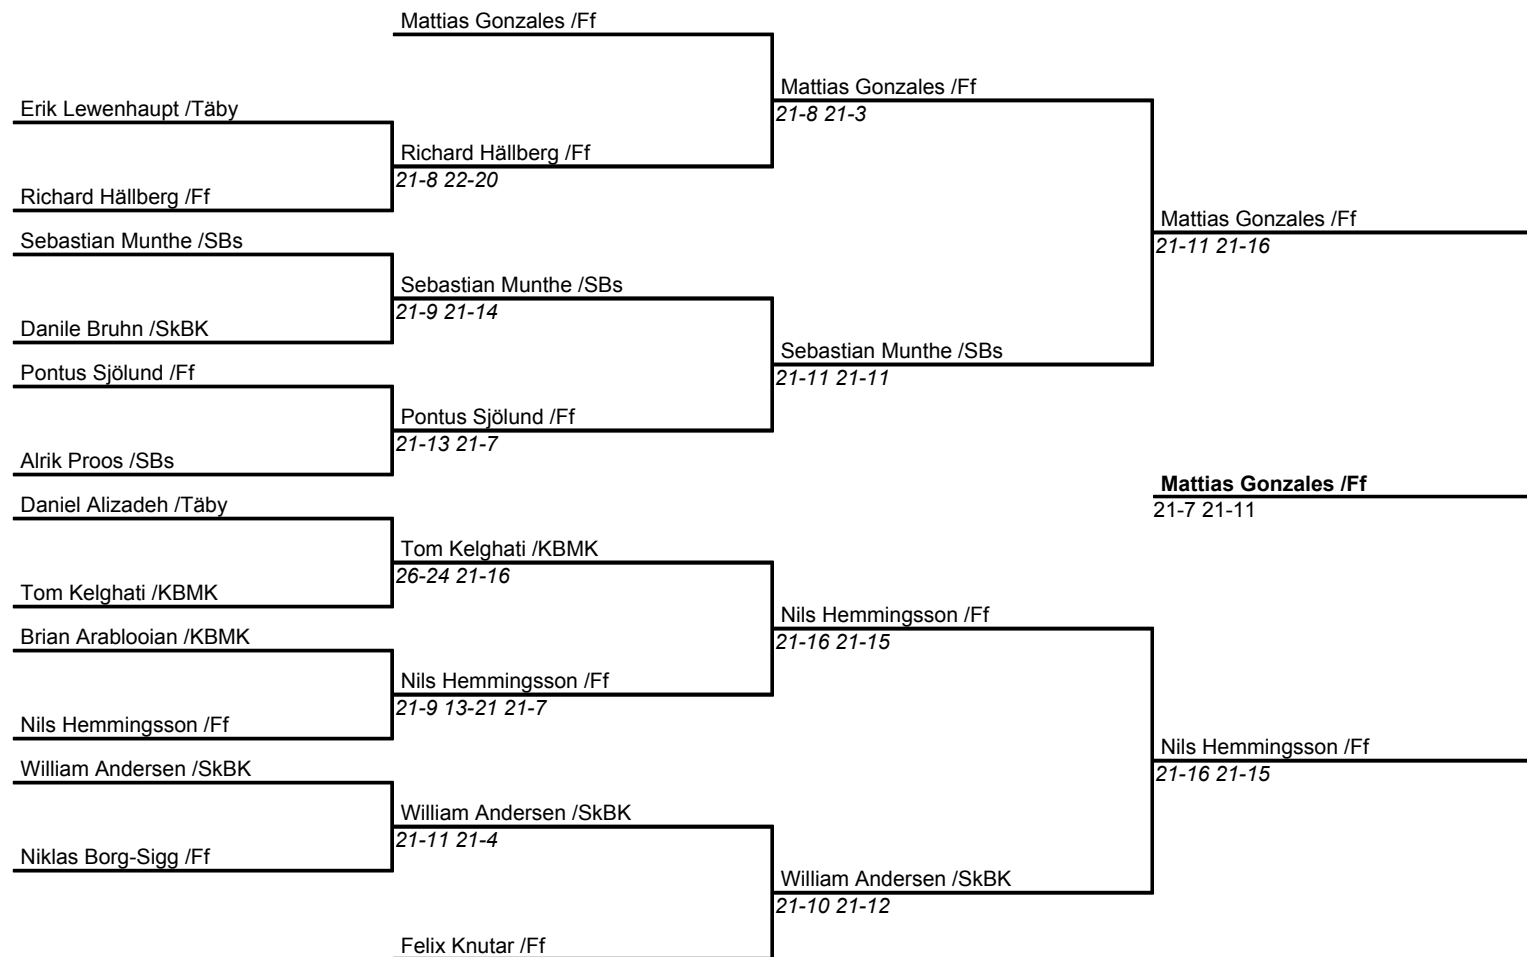 Mattias Gonzales /Ff
Mattias Gonzales /Ff
Erik Lewenhaupt /Täby
21-8 21-3
Richard Hällberg /Ff
21-8 22-20
Richard Hällberg /Ff
Mattias Gonzales /Ff
Sebastian Munthe /SBs
21-11 21-16
Sebastian Munthe /SBs
21-9 21-14
Danile Bruhn /SkBK
Sebastian Munthe /SBs
Pontus Sjölund /Ff
21-11 21-11
Pontus Sjölund /Ff
21-13 21-7
Alrik Proos /SBs
Mattias Gonzales /Ff
Daniel Alizadeh /Täby
21-7 21-11
Tom Kelghati /KBMK
26-24 21-16
Tom Kelghati /KBMK
Nils Hemmingsson /Ff
Brian Arablooian /KBMK
21-16 21-15
Nils Hemmingsson /Ff
21-9 13-21 21-7
Nils Hemmingsson /Ff
Nils Hemmingsson /Ff
William Andersen /SkBK
21-16 21-15
William Andersen /SkBK
21-11 21-4
Niklas Borg-Sigg /Ff
William Andersen /SkBK
21-10 21-12
Felix Knutar /Ff